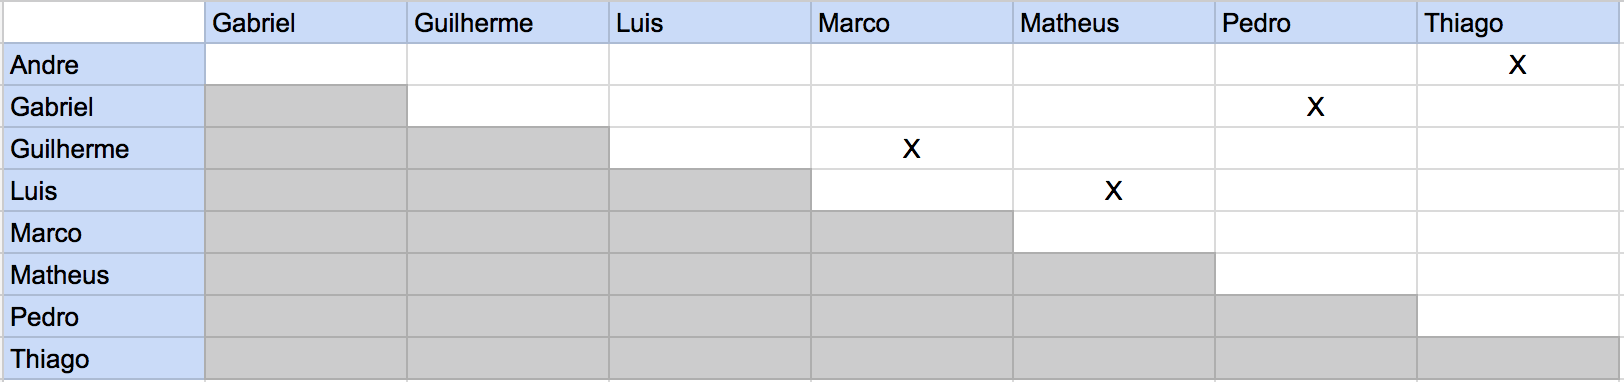 Gabriel Guilherme Luis Marco Matheus Pedro Thiago
Andre X
Gabriel X
Guilherme X
Luis X
Marco
Matheus
Pedro
Thiago